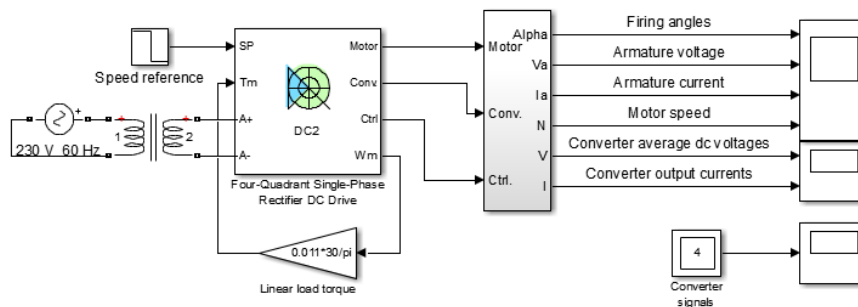 SP
Tm
A+
A-
Motor
Conv.
Ctrl
Wm
DC2
Four-Quadrant Single-Phase
Rectifier DC Drive
Speed reference
+
1
2
230 V 60 Hz
0.011*30/pi
Linear load torque
Motor
Conv.
Ctrl.
Alpha
Va
Ia
N
V
I
Firing angles
Armature voltage
Armature current
Motor speed
Converter average dc voltages
Converter output currents
4
Converter
signals